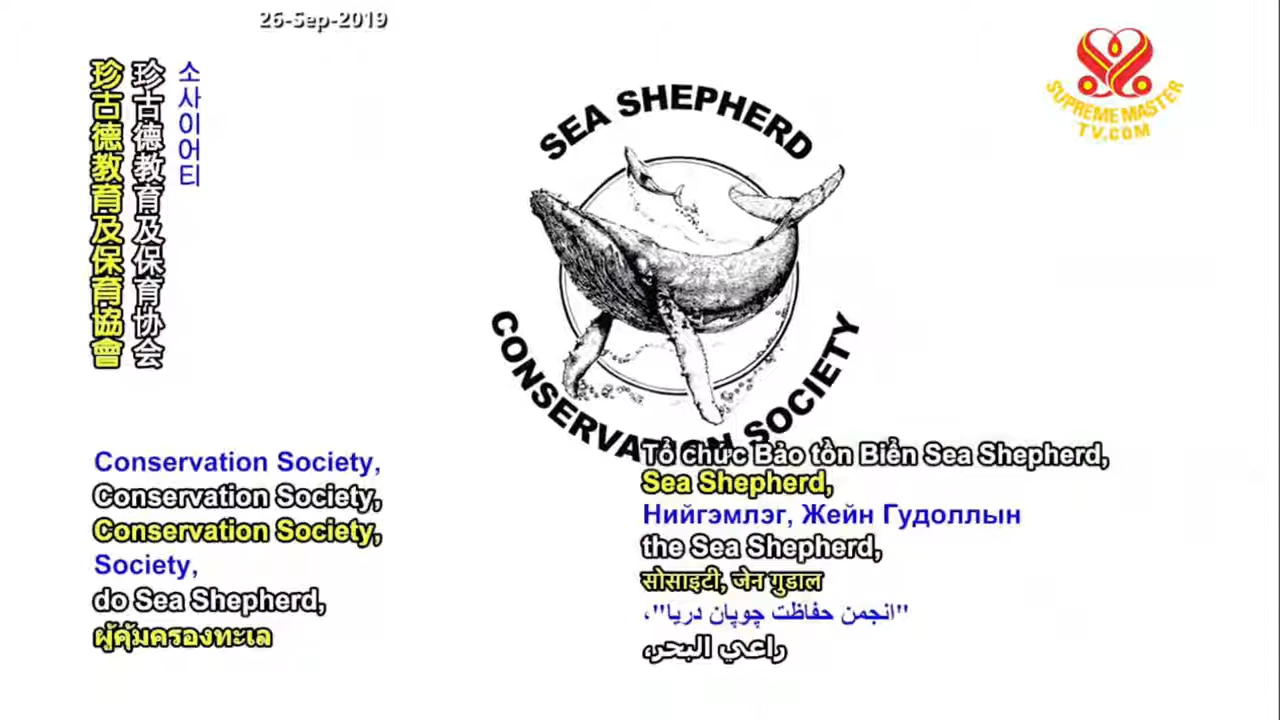 26-Sep-2019
SUPREME MASTER
TV.COM
珍古德教育及保育協會
珍古德教育及保育协会
소사이어티
SEA SHEPHERD
CONSERVATION SOCIETY
Conservation Society,
Conservation Society,
Conservation Society,
Society,
do Sea Shepherd,
ผู้คุ้มครองทะเล
Tổ chức Bảo tồn Biển Sea Shepherd,
Sea Shepherd,
Нийгэмлэг, Жейн Гудоллын
the Sea Shepherd,
सोसाइटी, जेन गुडाल
"انجمن حفاظت چوپان دریا"،
راعي البحر،